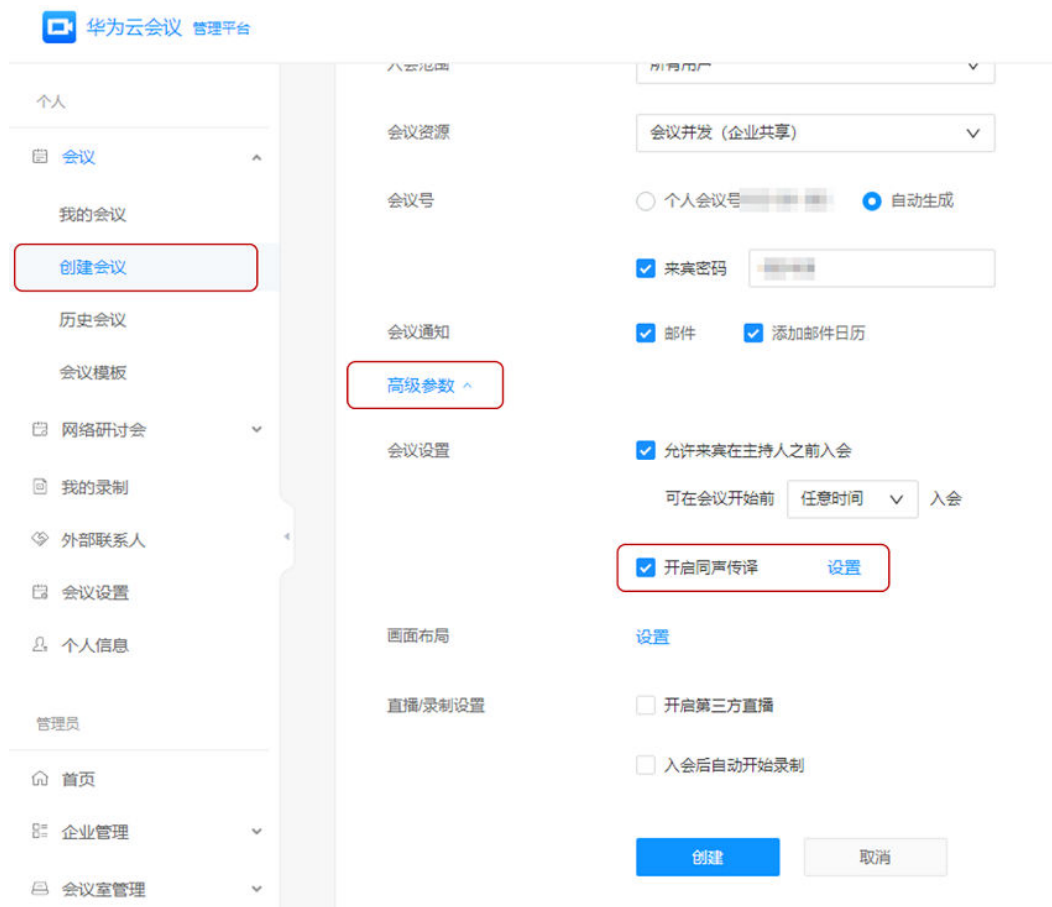 华为云会议 管理平台
个人
会议
我的会议
创建会议
历史会议
会议模板
网络研讨会
我的录制
外部联系人
会议设置
个人信息
管理员
首页
企业管理
会议室管理
入会范围 所有用户
会议资源 会议并发（企业共享）
会议号 个人会议号 自动生成
来宾密码
会议通知 邮件 添加邮件日历
高级参数
会议设置 允许来宾在主持人之前入会
可在会议开始前 任意时间 入会
开启同声传译 设置
画面布局 设置
直播/录制设置 开启第三方直播
入会后自动开始录制
创建 取消